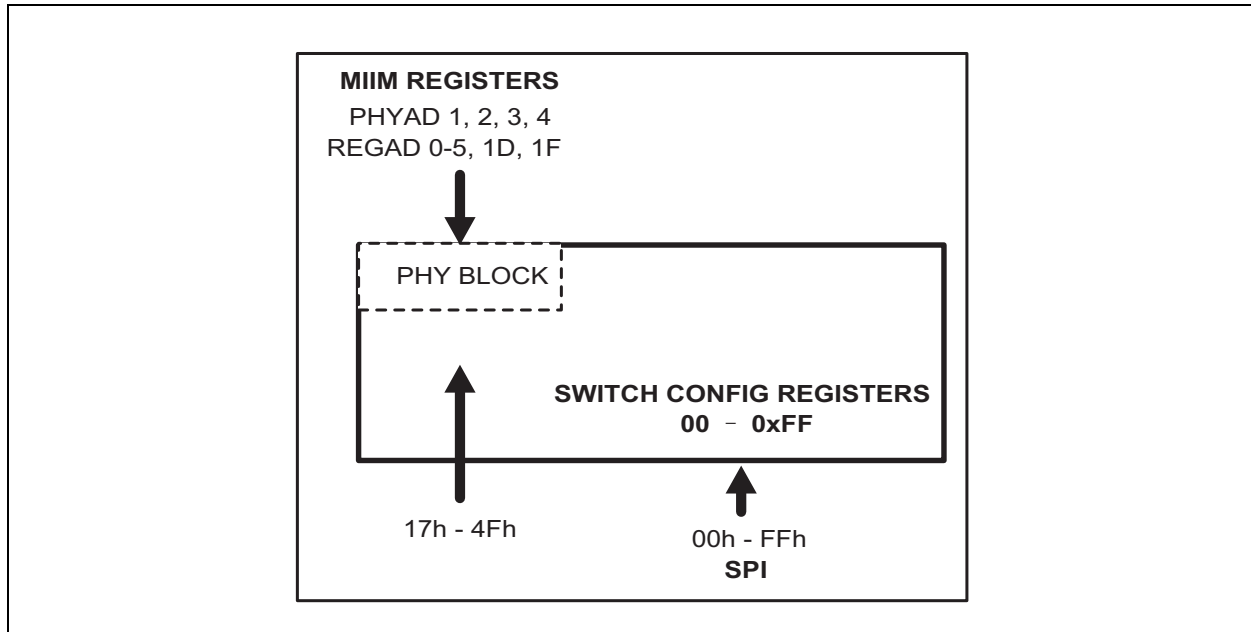 MIIM REGISTERS
PHYAD 1, 2, 3, 4
REGAD 0-5, 1D, 1F
PHY BLOCK
SWITCH CONFIG REGISTERS
00 – 0xFF
17h - 4Fh
00h - FFh
SPI